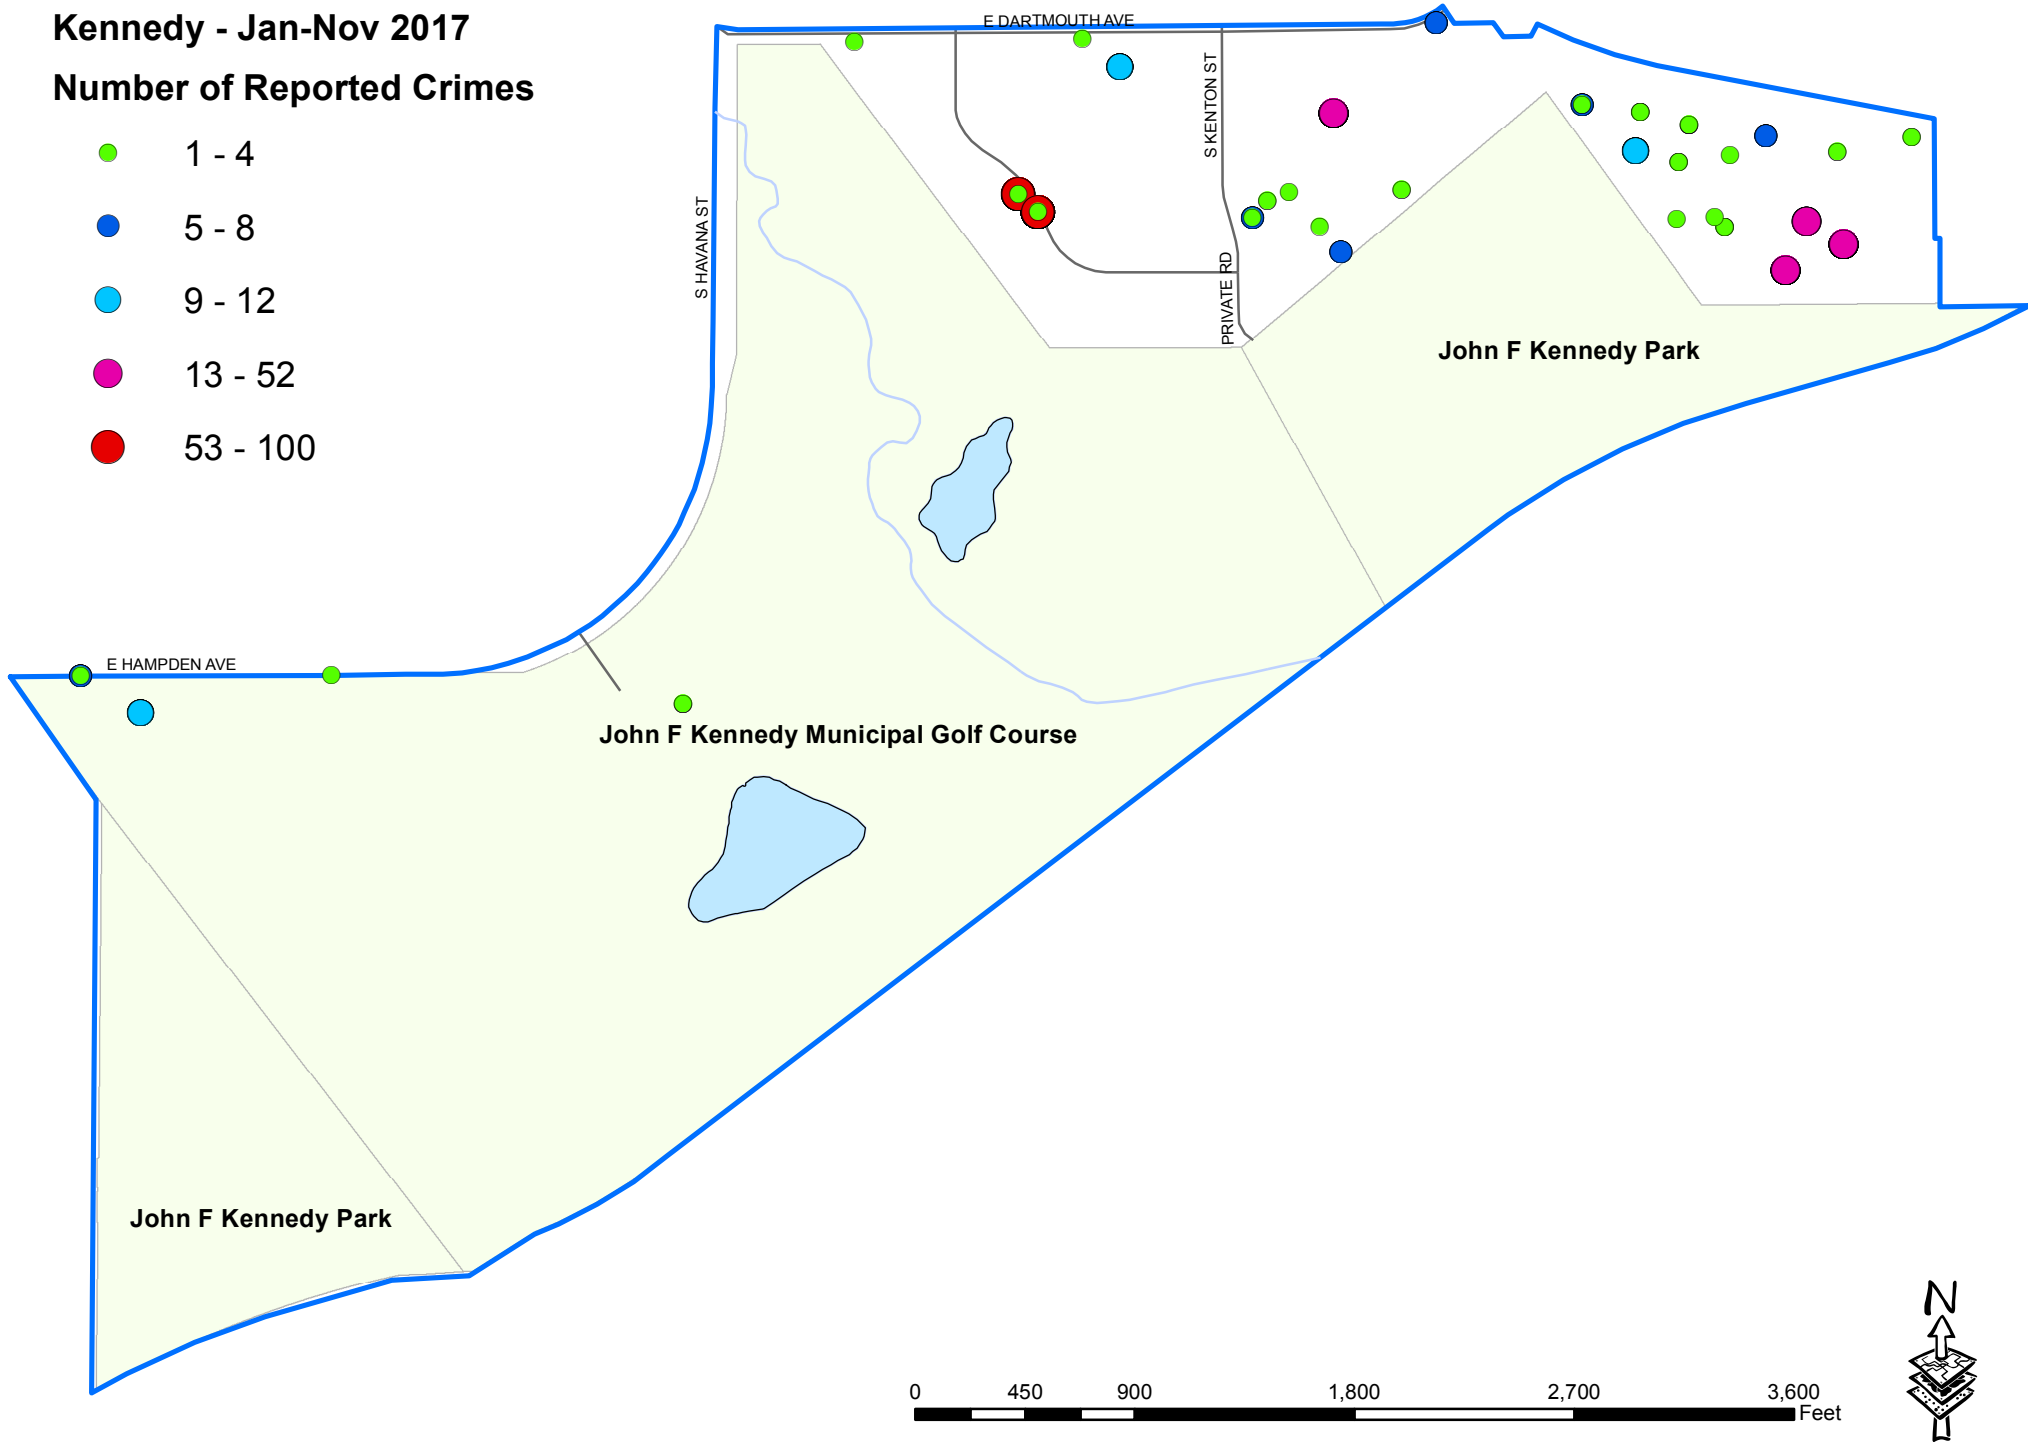 Kennedy - Jan-Nov 2017
Number of Reported Crimes
1 - 4
5 - 8
9 - 12
13 - 52
53 - 100
E DARTMOUTH AVE
S KENTON ST
S HAVANA ST
PRIVATE RD
John F Kennedy Park
E HAMPDEN AVE
John F Kennedy Municipal Golf Course
John F Kennedy Park
N
0 450 900 1,800 2,700 3,600
Feet